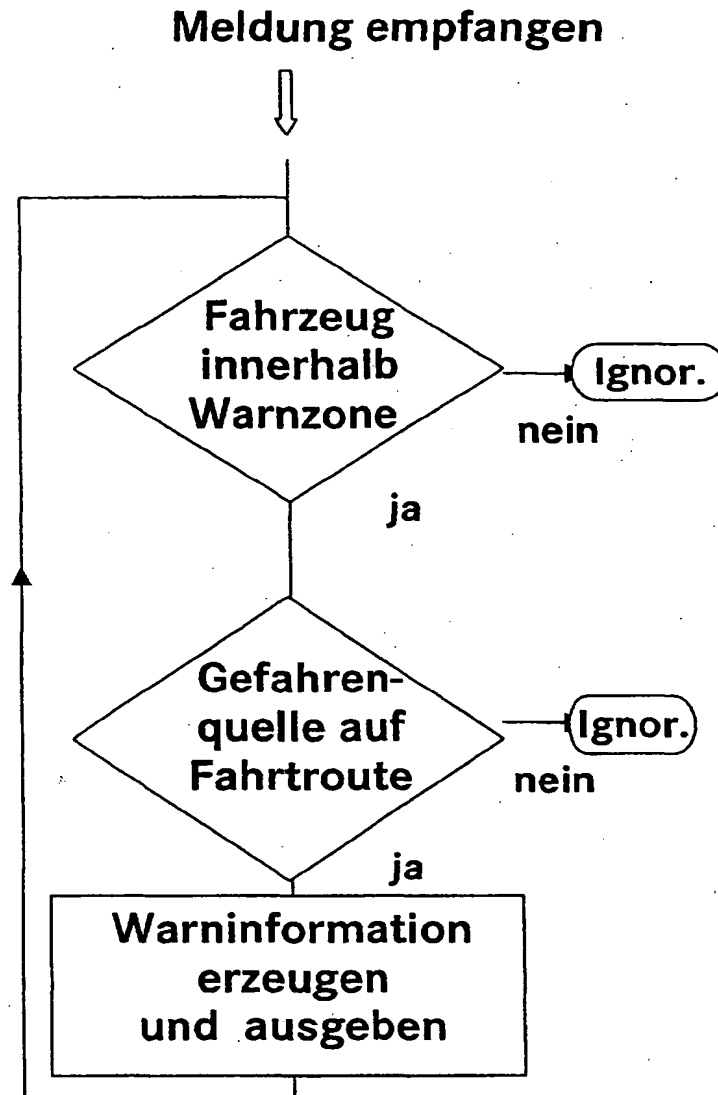 Meldung empfangen
Fahrzeug
innerhalb
Warnzone
Ignor.
nein
ja
Gefahren-
quelle auf
Fahrtroute
Ignor.
nein
ja
Warninformation
erzeugen
und ausgeben